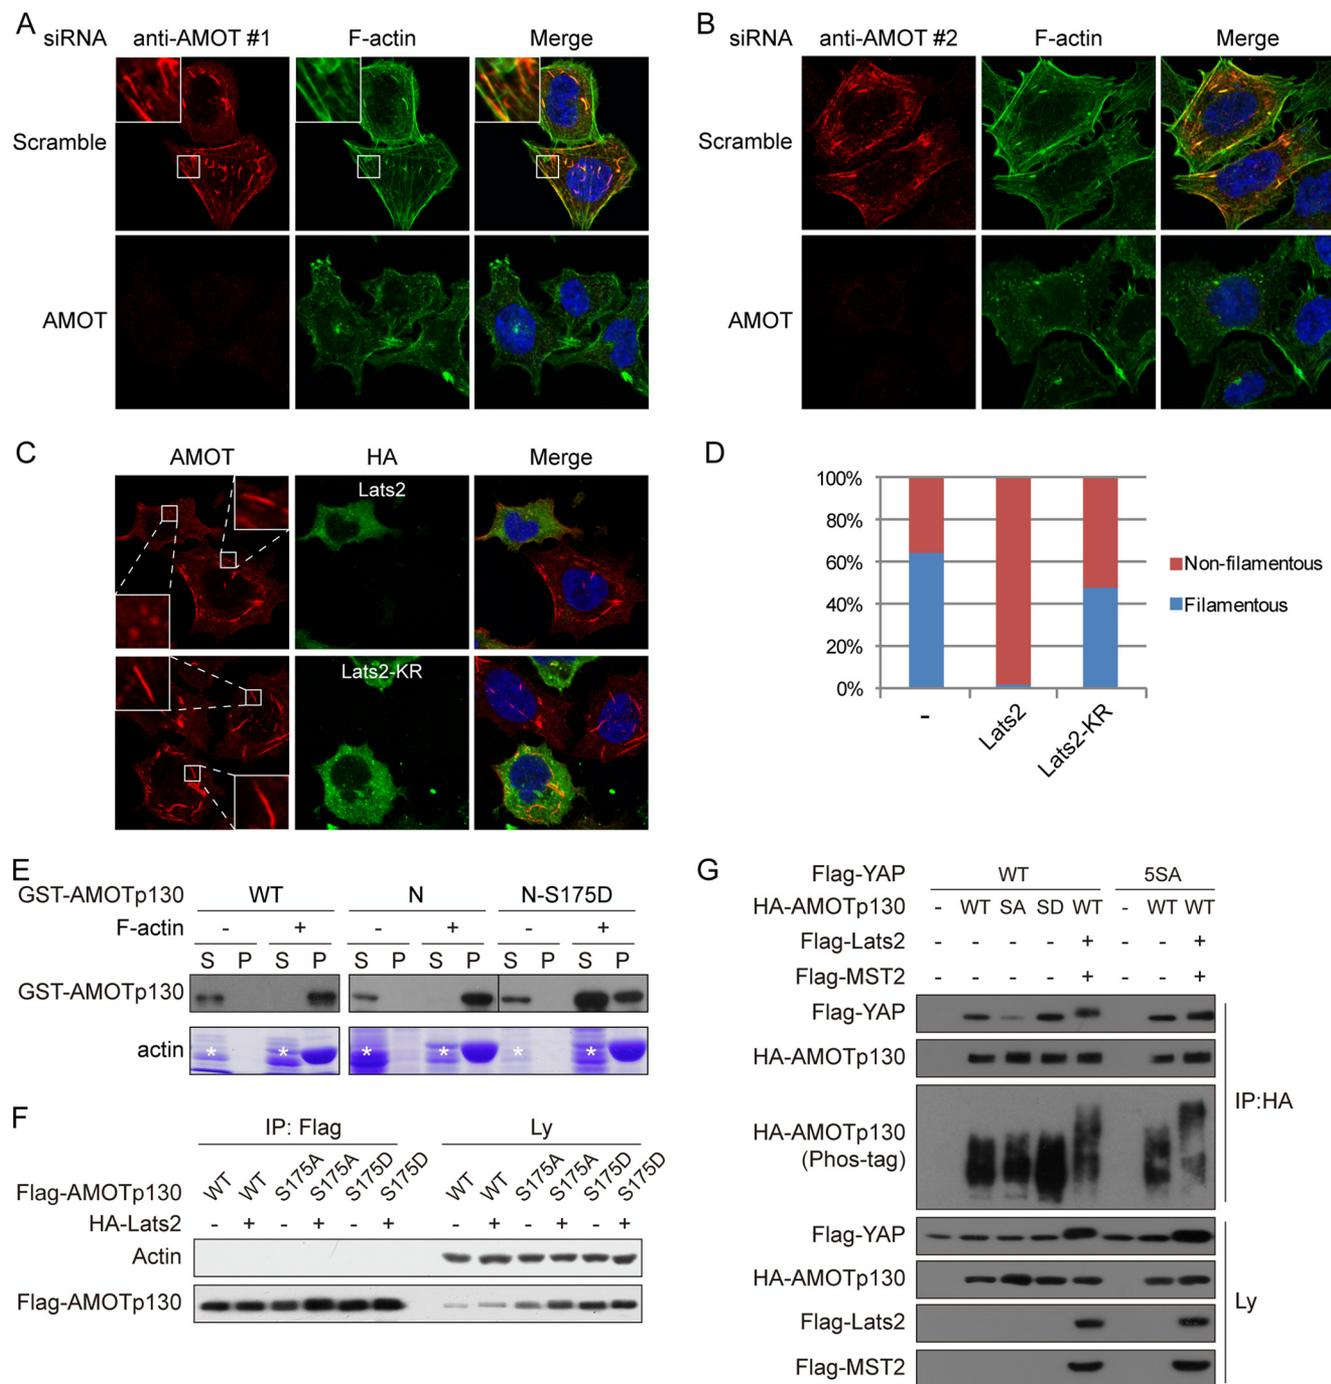 A
siRNA anti-AMOT #1 F-actin Merge
Scramble
AMOT
B
siRNA anti-AMOT #2 F-actin Merge
Scramble
AMOT
C
AMOT HA Merge
Lats2
Lats2-KR
D
100%
80%
60%
40%
20%
0%
- Lats2 Lats2-KR
Non-filamentous
Filamentous
E
GST-AMOTp130 WT N N-S175D
F-actin - + - + - +
S P S P S P S P S P S P
GST-AMOTp130
actin * * * * * *
F
IP: Flag Ly
Flag-AMOTp130 WT WT S175A S175A S175D S175D WT WT S175A S175A S175D S175D
HA-Lats2 - + - + - + - + - + - +
Actin
Flag-AMOTp130
G
Flag-YAP WT 5SA
HA-AMOTp130 - WT SA SD WT - WT WT
Flag-Lats2 - - - - + - - +
Flag-MST2 - - - - + - - +
Flag-YAP
HA-AMOTp130
HA-AMOTp130
(Phos-tag)
IP:HA
Flag-YAP
HA-AMOTp130
Flag-Lats2
Flag-MST2
Ly